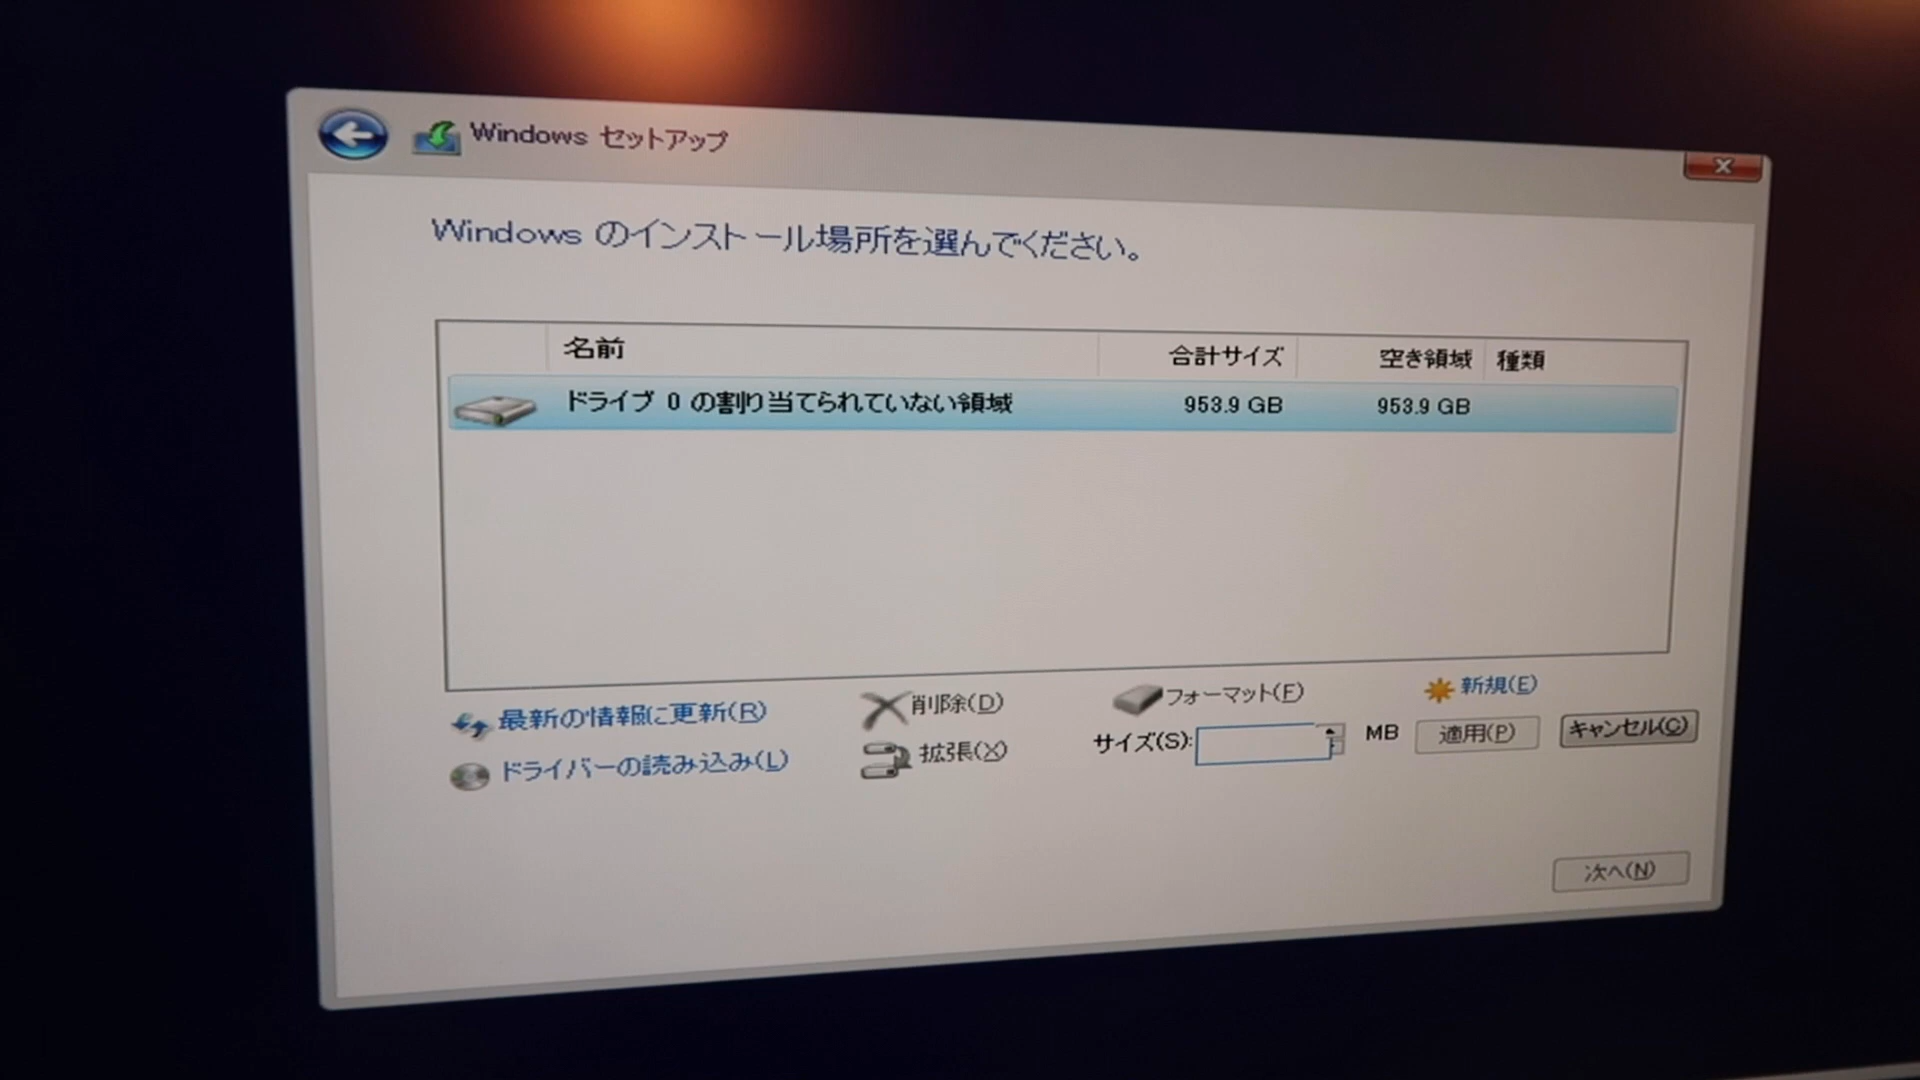 Windows セットアップ
Windows のインストール場所を選んでください。
名前 合計サイズ 空き領域 種類
ドライブ 0 の割り当てられていない領域 953.9 GB 953.9 GB
最新の情報に更新(R) 削除(D) フォーマット(F) 新規(E)
ドライバーの読み込み(L) 拡張(X) サイズ(S): MB 適用(P) キャンセル(C)
次へ(N)